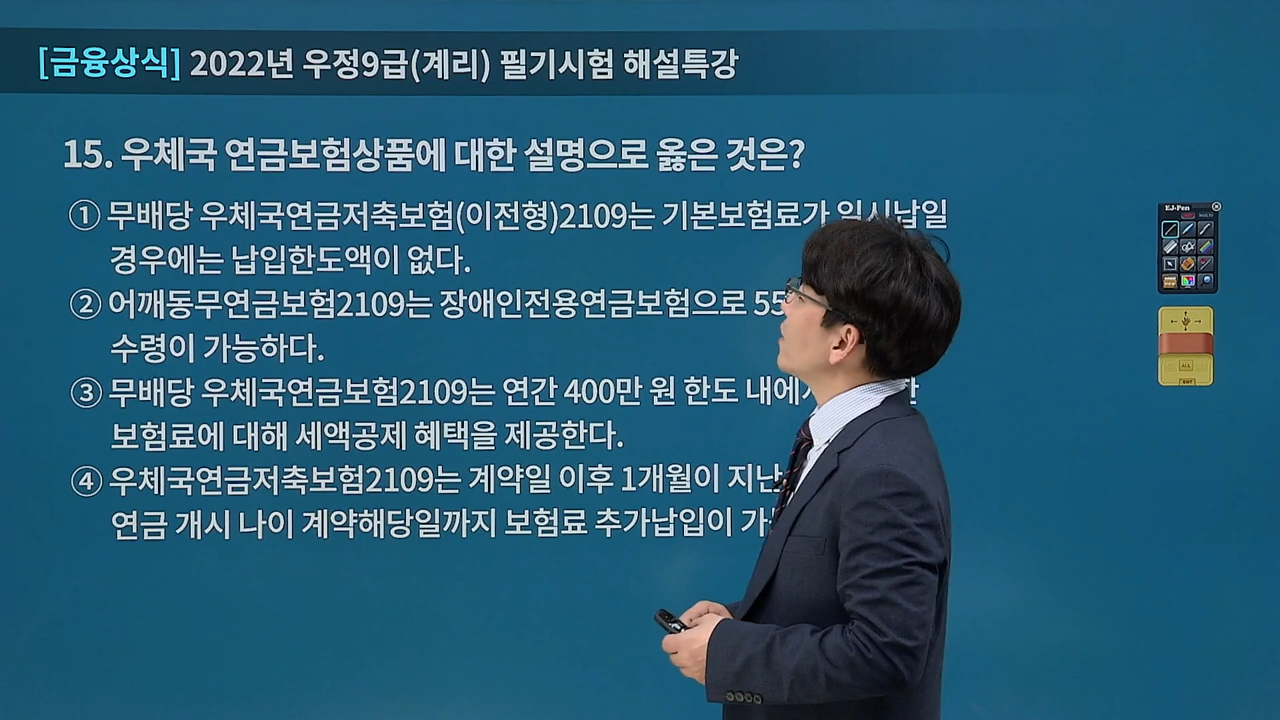 [금융상식] 2022년 우정9급(계리) 필기시험 해설특강
15. 우체국 연금보험상품에 대한 설명으로 옳은 것은?
① 무배당 우체국연금저축보험(이전형)2109는 기본보험료가 일시납일
경우에는 납입한도액이 없다.
② 어깨동무연금보험2109는 장애인전용연금보험으로 55
수령이 가능하다.
③ 무배당 우체국연금보험2109는 연간 400만 원 한도 내에서
보험료에 대해 세액공제 혜택을 제공한다.
④ 우체국연금저축보험2109는 계약일 이후 1개월이 지난
연금 개시 나이 계약해당일까지 보험료 추가납입이
EJ-Pen
ALL
EXIT